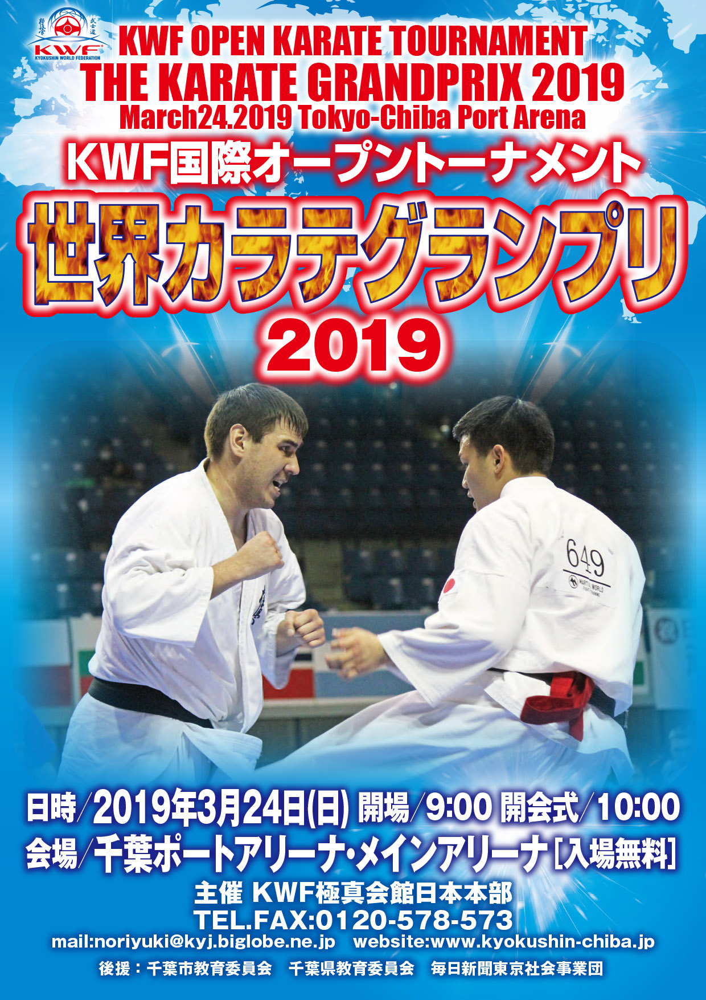 極真会
武士道
KWF
KYOKUSHIN WORLD FEDERATION
KWF OPEN KARATE TOURNAMENT
THE KARATE GRANDPRIX 2019
March24.2019 Tokyo-Chiba Port Arena
KWF国際オープントーナメント
世界カラテグランプリ
2019
649
MARTIAL WORLD
日時/2019年3月24日(日) 開場/9:00 開会式/10:00
会場/千葉ポートアリーナ・メインアリーナ[入場無料]
主催 KWF極真会館日本本部
TEL.FAX:0120-578-573
mail:noriyuki@kyj.biglobe.ne.jp website:www.kyokushin-chiba.jp
後援：千葉市教育委員会 千葉県教育委員会 毎日新聞東京社会事業団